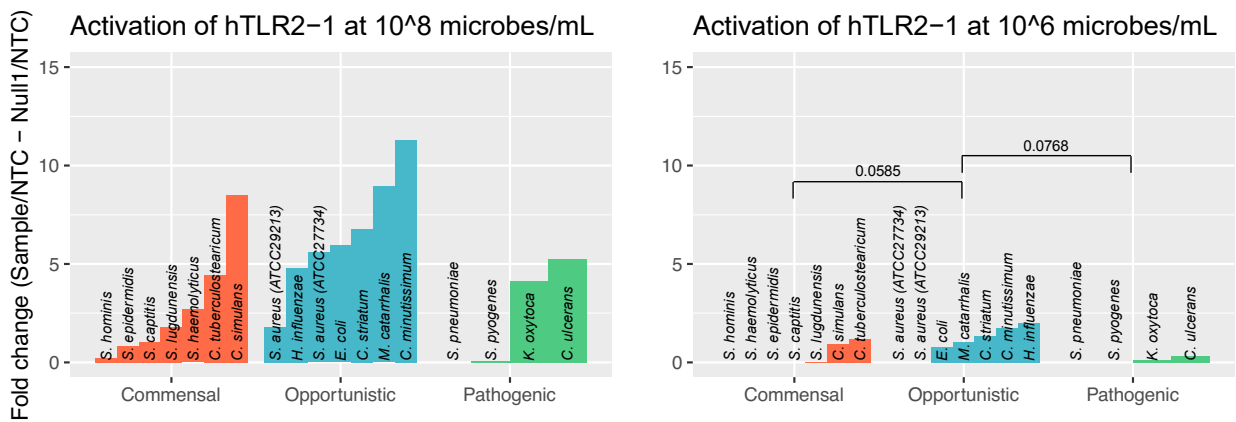 Fold change (Sample/NTC − Null1/NTC)
Activation of hTLR2−1 at 10^8 microbes/mL
15
10
5
0
S. hominis
S. epidermidis
S. captitis
S. lugdunensis
S. haemolyticus
C. tuberculostearicum
C. simulans
S. aureus (ATCC29213)
H. influenzae
S. aureus (ATCC27734)
E. coli
C. striatum
M. catarrhalis
C. minutissimum
S. pneumoniae
S. pyogenes
K. oxytoca
C. ulcerans
Commensal
Opportunistic
Pathogenic
Activation of hTLR2−1 at 10^6 microbes/mL
15
10
5
0
0.0585
0.0768
S. hominis
S. haemolyticus
S. epidermidis
S. captitis
S. lugdunensis
C. simulans
C. tuberculostearicum
S. aureus (ATCC27734)
S. aureus (ATCC29213)
E. coli
M. catarrhalis
C. striatum
C. minutissimum
H. influenzae
S. pneumoniae
S. pyogenes
K. oxytoca
C. ulcerans
Commensal
Opportunistic
Pathogenic